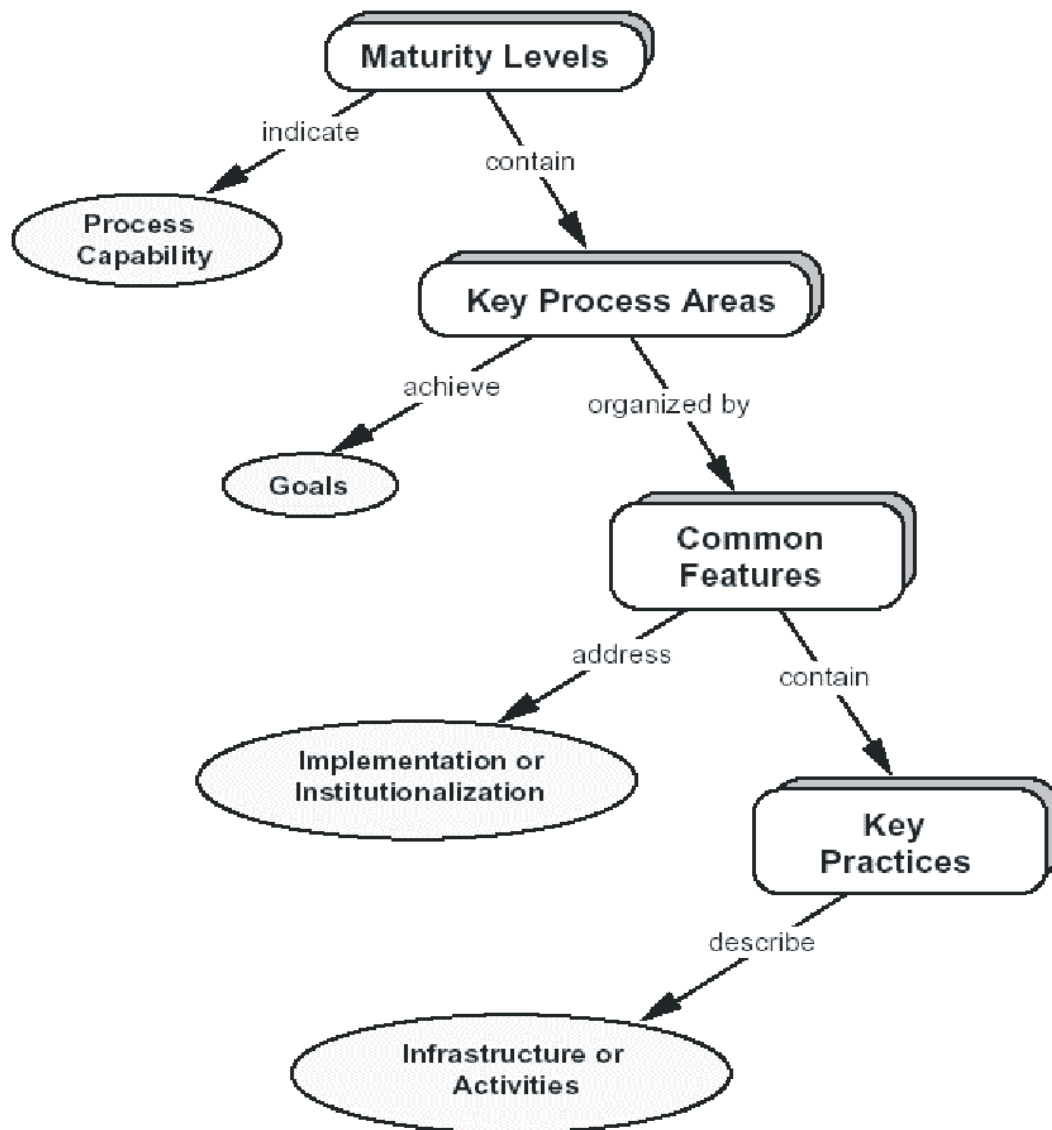 Maturity Levels
indicate
contain
Process
Capability
Key Process Areas
achieve
organized by
Goals
Common
Features
address
contain
Implementation or
Institutionalization
Key
Practices
describe
Infrastructure or
Activities